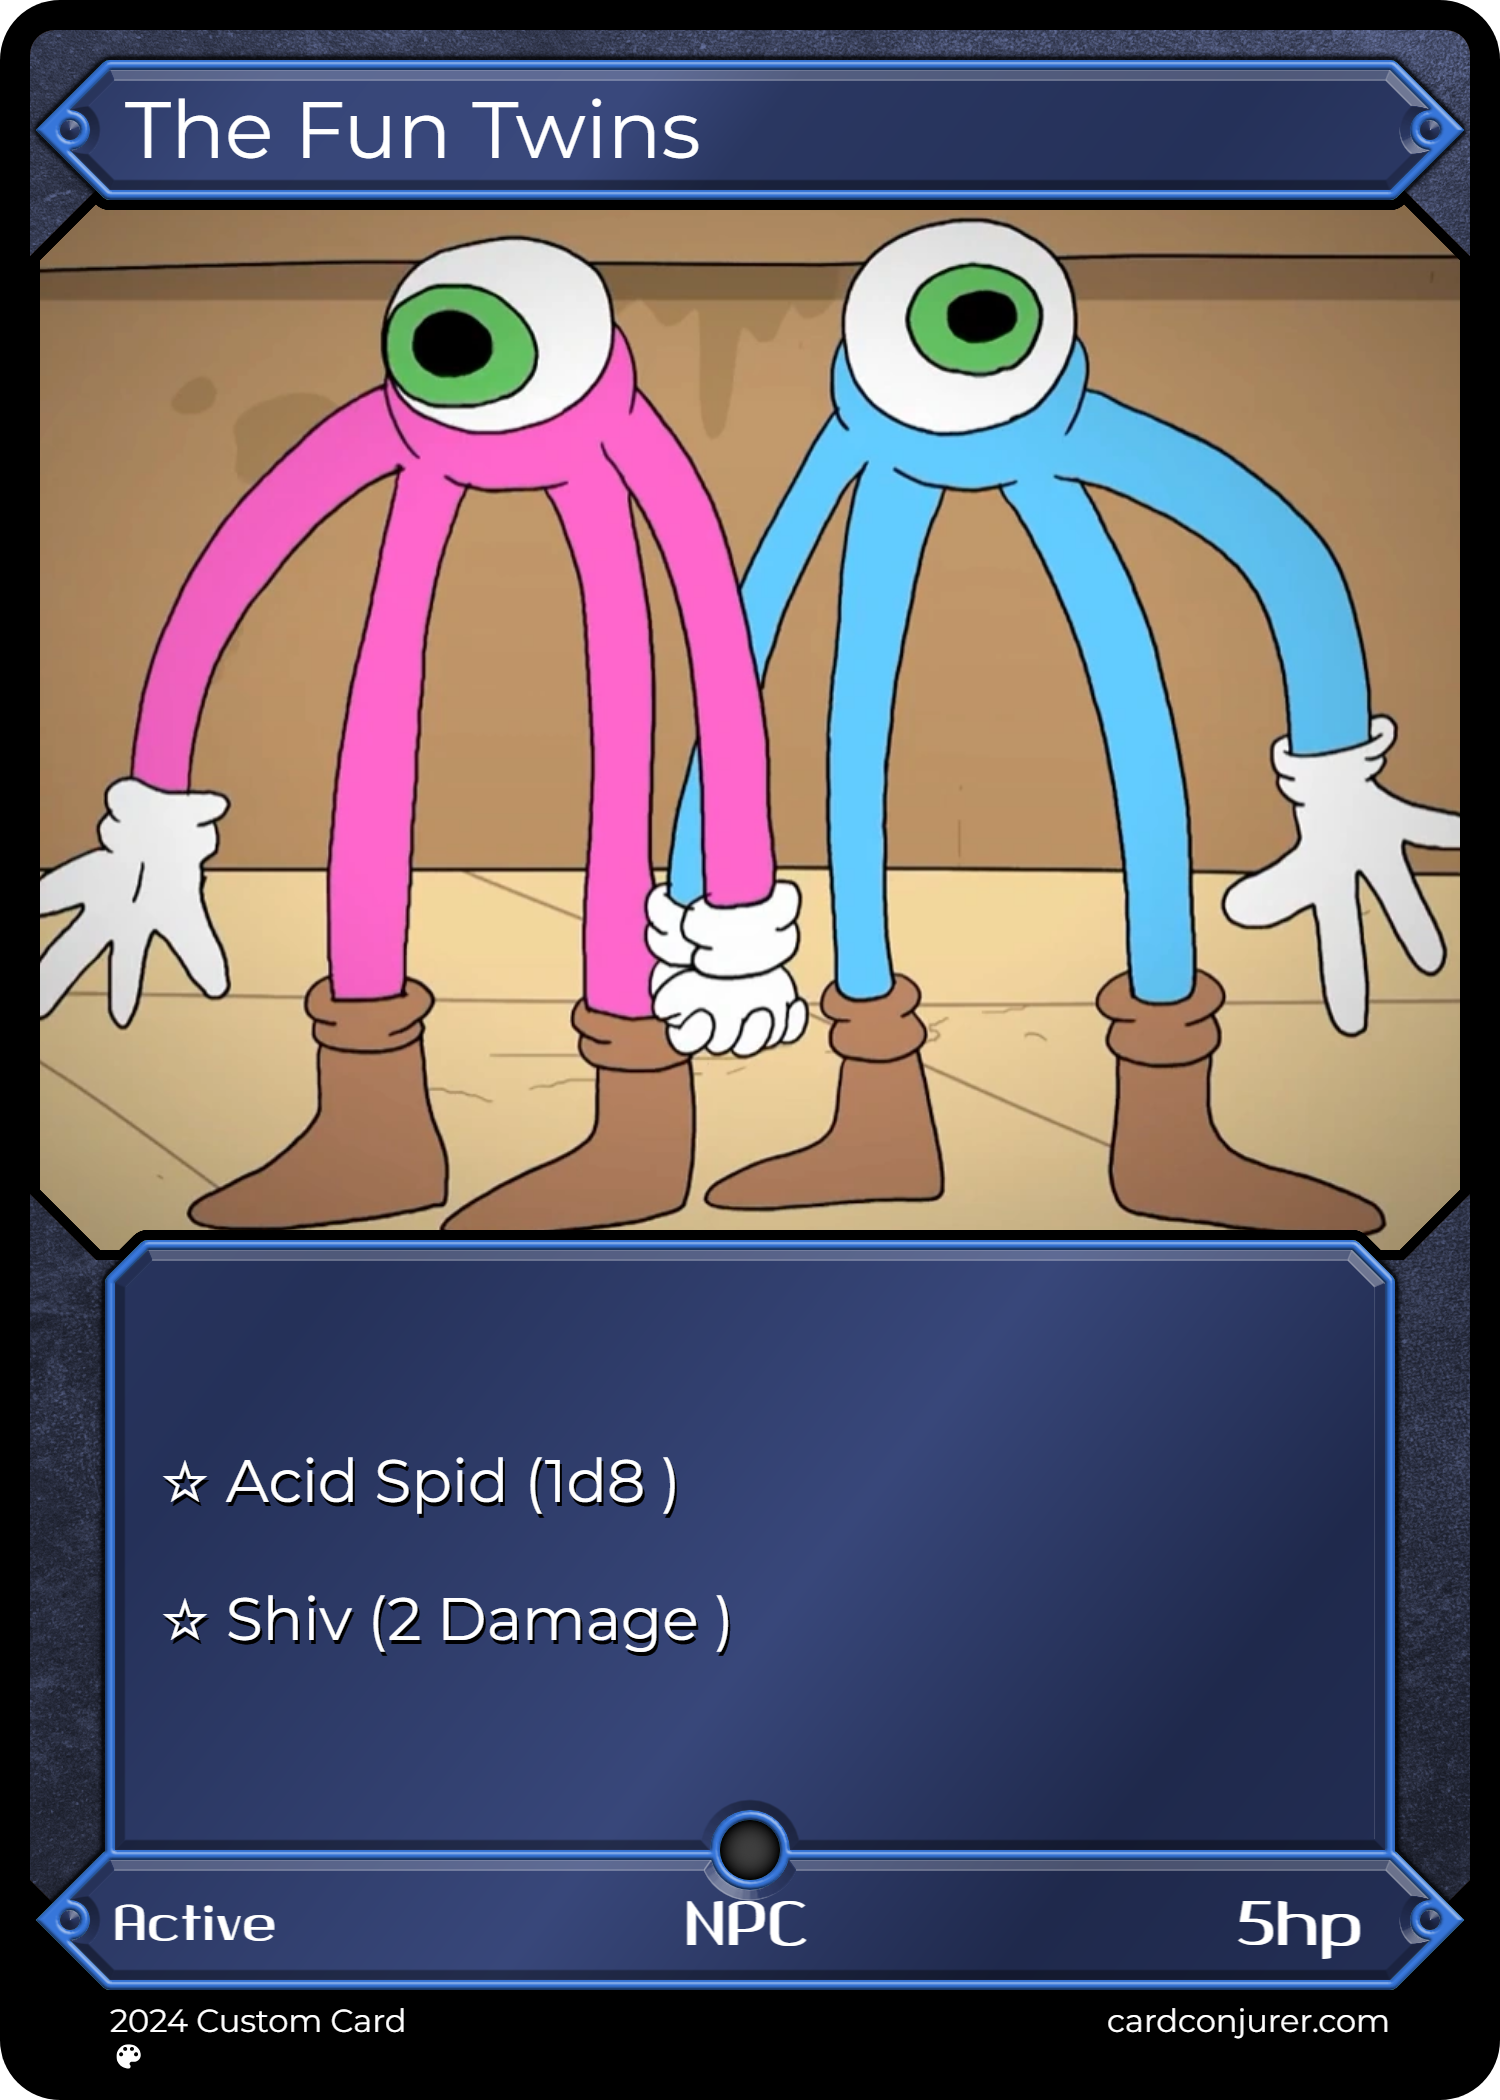 The Fun Twins
☆ Acid Spid (1d8 )
☆ Shiv (2 Damage )
Active NPC 5hp
2024 Custom Card cardconjurer.com